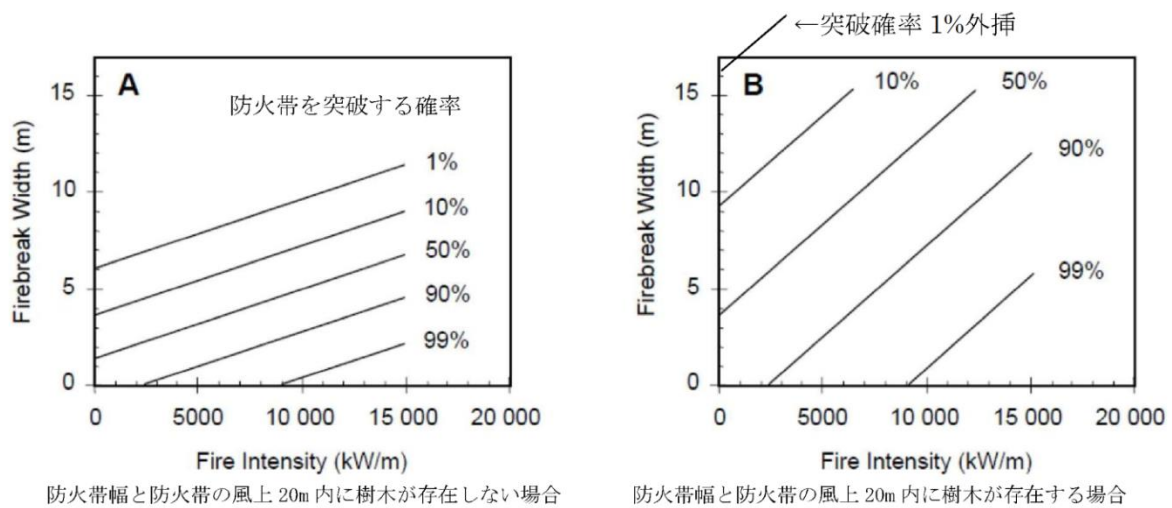 ←突破確率 1%外挿
A
防火帯を突破する確率
Firebreak Width (m)
15
10
5
0
1%
10%
50%
90%
99%
0 5000 10 000 15 000 20 000
Fire Intensity (kW/m)
防火帯幅と防火帯の風上 20m 内に樹木が存在しない場合
B
Firebreak Width (m)
15
10
5
0
10%
50%
90%
99%
0 5000 10 000 15 000 20 000
Fire Intensity (kW/m)
防火帯幅と防火帯の風上 20m 内に樹木が存在する場合